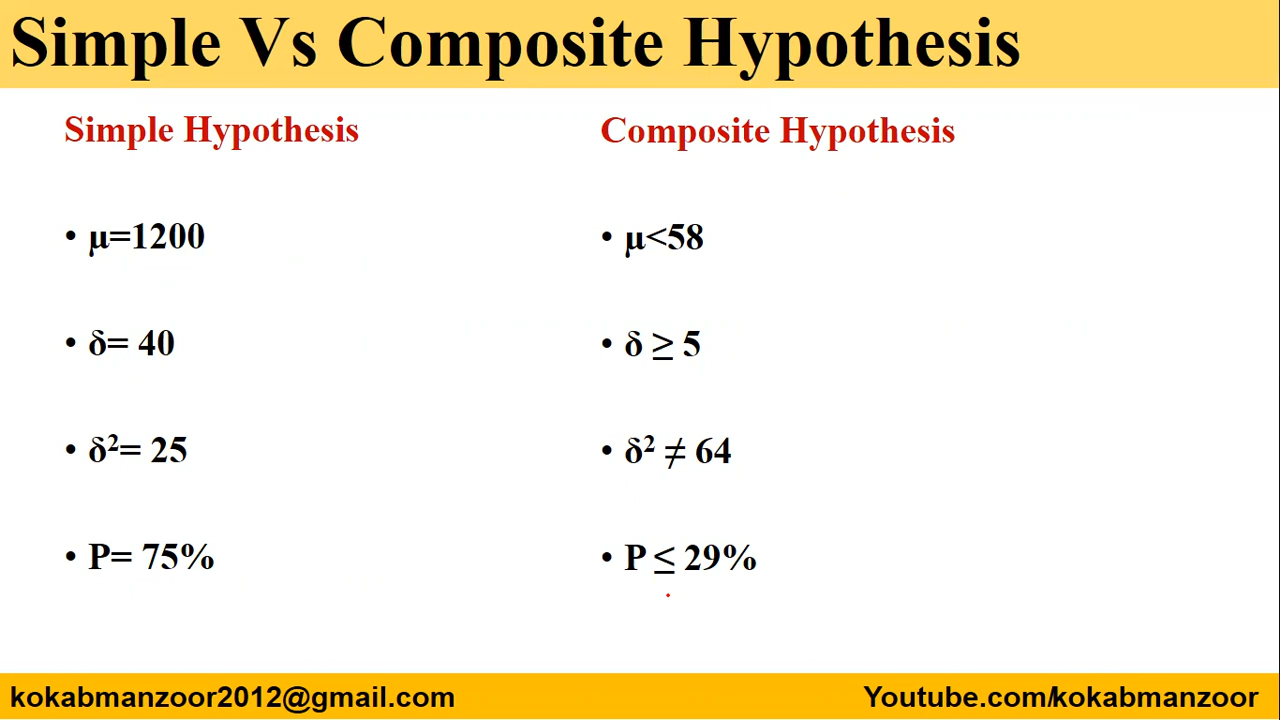 Simple Vs Composite Hypothesis
Simple Hypothesis
• μ=1200
• δ= 40
• δ²= 25
• P= 75%
Composite Hypothesis
• μ<58
• δ ≥ 5
• δ² ≠ 64
• P ≤ 29%
kokabmanzoor2012@gmail.com
Youtube.com/kokabmanzoor